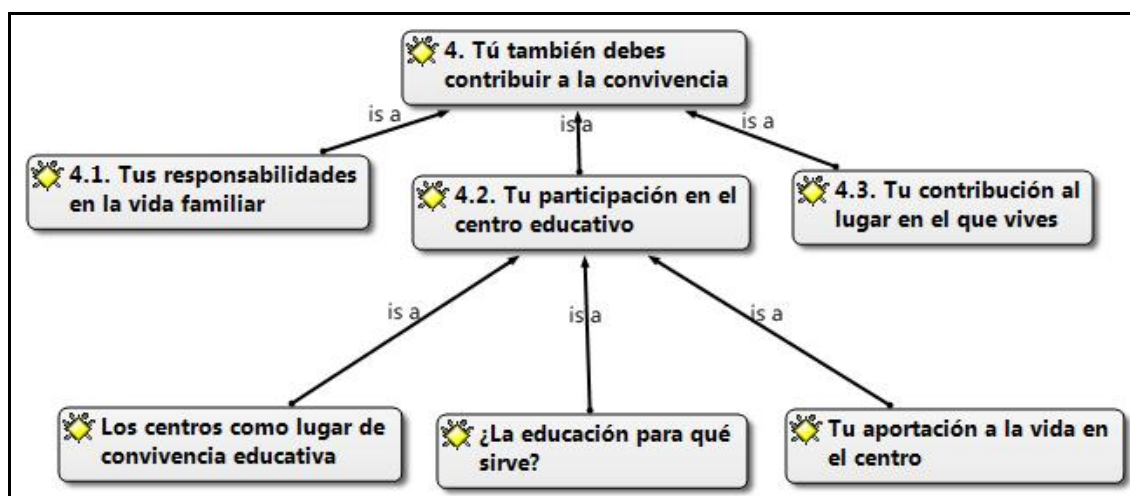 4. Tú también debes
contribuir a la convivencia
is a
is a
is a
4.1. Tus responsabilidades
en la vida familiar
4.2. Tu participación en el
centro educativo
4.3. Tu contribución al
lugar en el que vives
is a
is a
is a
Los centros como lugar de
convivencia educativa
¿La educación para qué
sirve?
Tu aportación a la vida en
el centro